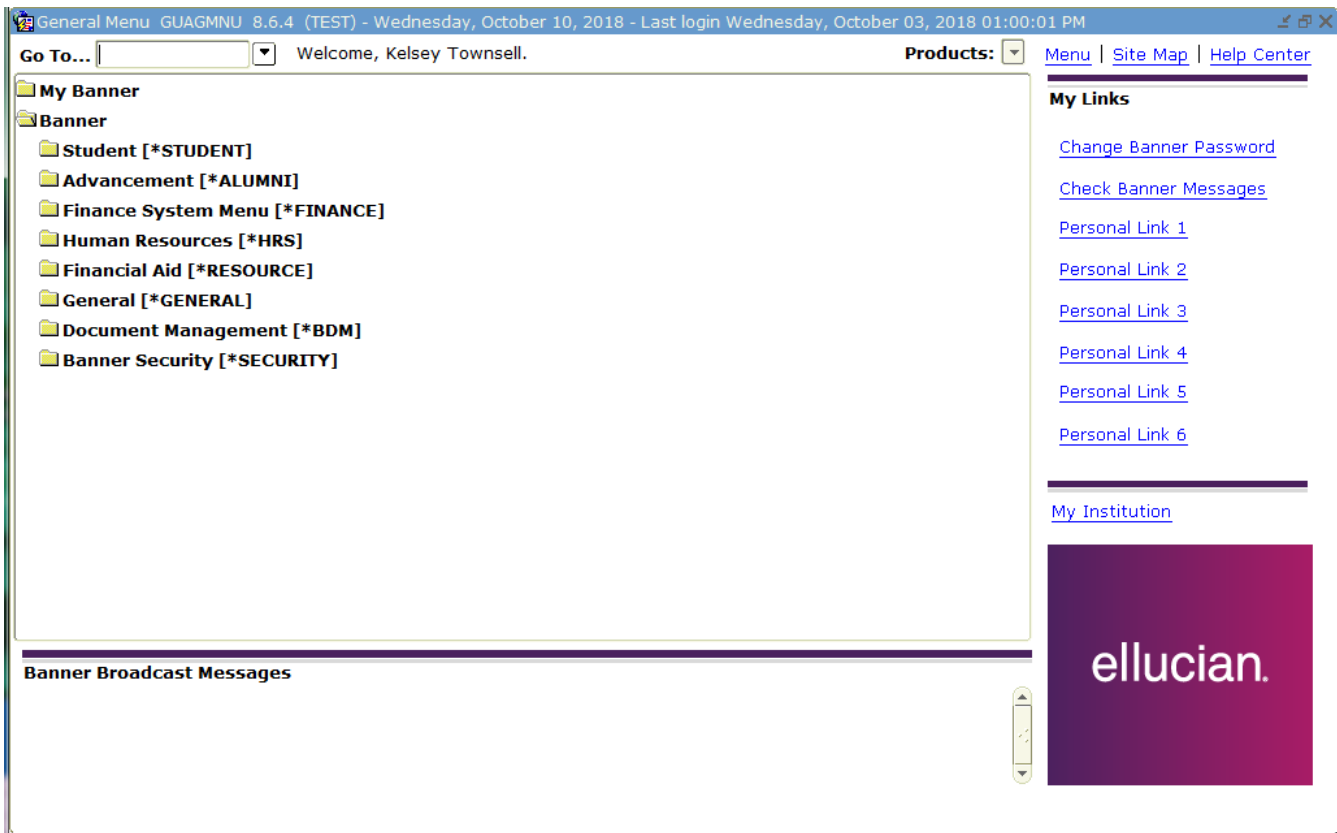 General Menu GUAGMNU 8.6.4 (TEST) - Wednesday, October 10, 2018 - Last login Wednesday, October 03, 2018 01:00:01 PM
Go To... Welcome, Kelsey Townsell. Products: Menu | Site Map | Help Center
My Banner
Banner
Student [*STUDENT]
Advancement [*ALUMNI]
Finance System Menu [*FINANCE]
Human Resources [*HRS]
Financial Aid [*RESOURCE]
General [*GENERAL]
Document Management [*BDM]
Banner Security [*SECURITY]
My Links
Change Banner Password
Check Banner Messages
Personal Link 1
Personal Link 2
Personal Link 3
Personal Link 4
Personal Link 5
Personal Link 6
My Institution
ellucian.
Banner Broadcast Messages